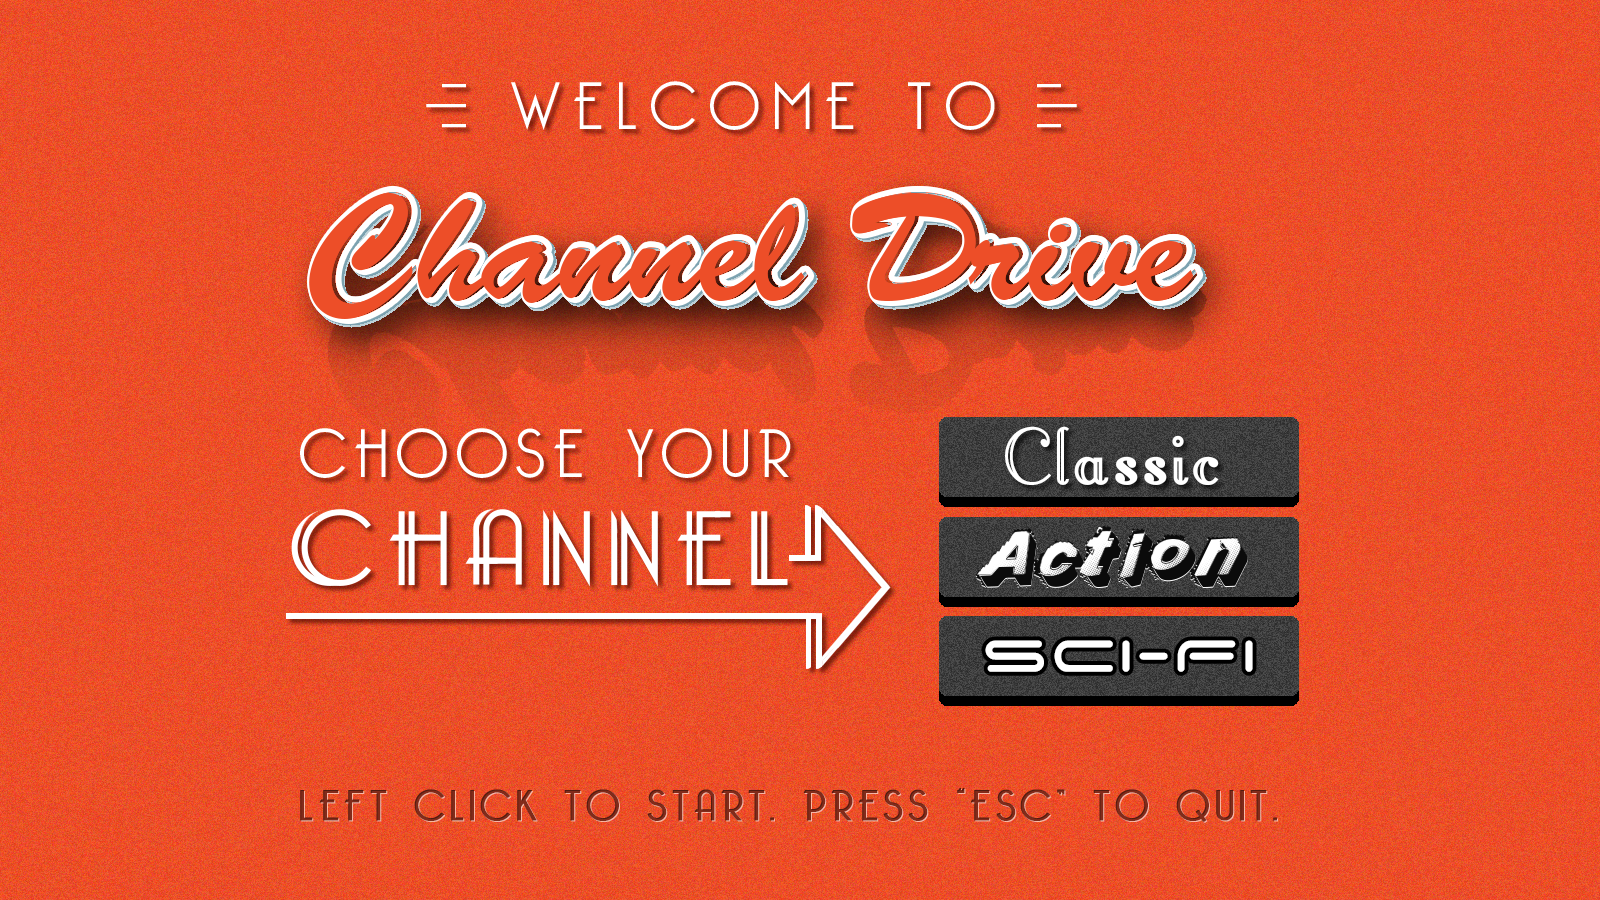 WELCOME TO
Channel Drive
CHOOSE YOUR
CHANNEL
Classic
Action
SCI-FI
LEFT CLICK TO START. PRESS "ESC" TO QUIT.